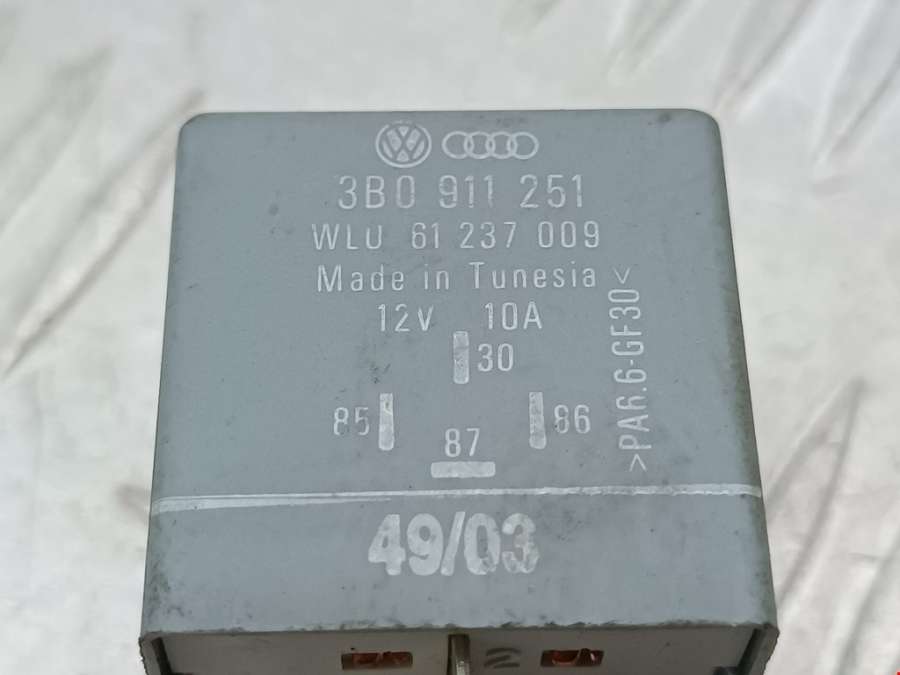 3B0 911 251
WLU 61 237 009
Made in Tunesia
12V 10A
30
85
86
87
>PA6.6-GF30<
49/03